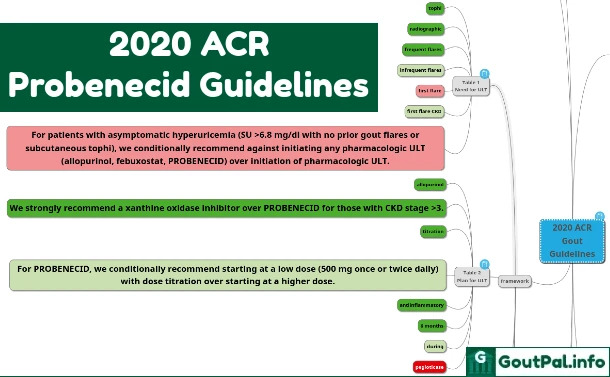 2020 ACR
Probenecid Guidelines
tophi
radiographic
frequent flares
infrequent flares
first flare
first flare CKD
Table 1
Need for ULT
For patients with asymptomatic hyperuricemia (SU >6.8 mg/dl with no prior gout flares or
subcutaneous tophi), we conditionally recommend against initiating any pharmacologic ULT
(allopurinol, febuxostat, PROBENECID) over initiation of pharmacologic ULT.
allopurinol
We strongly recommend a xanthine oxidase inhibitor over PROBENECID for those with CKD stage >3.
titration
For PROBENECID, we conditionally recommend starting at a low dose (500 mg once or twice daily)
with dose titration over starting at a higher dose.
Table 2
Plan for ULT
framework
2020 ACR
Gout
Guidelines
antiinflammatory
6 months
during
pegloticase
G
GoutPal.info